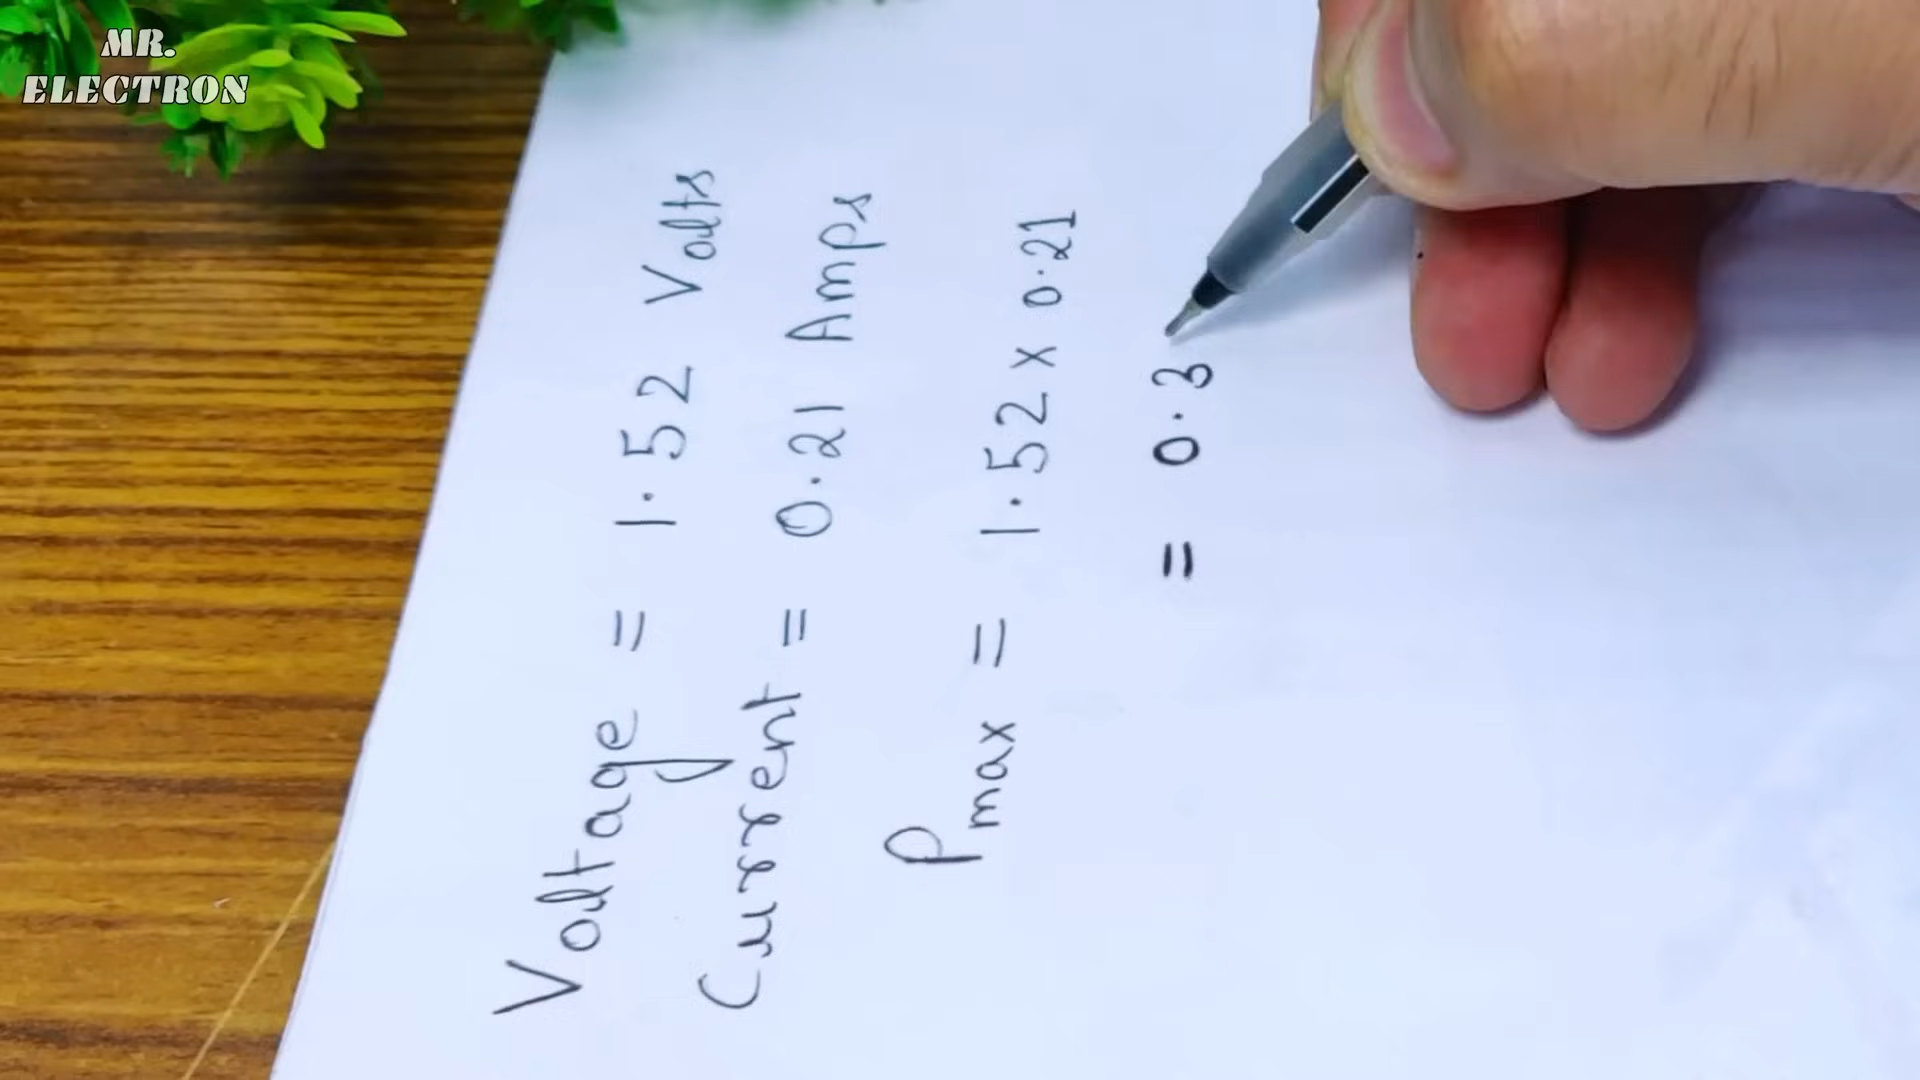 MR.
ELECTRON
Voltage = 1.52 Volts
Current = 0.21 Amps
Pmax = 1.52 x 0.21
= 0.3